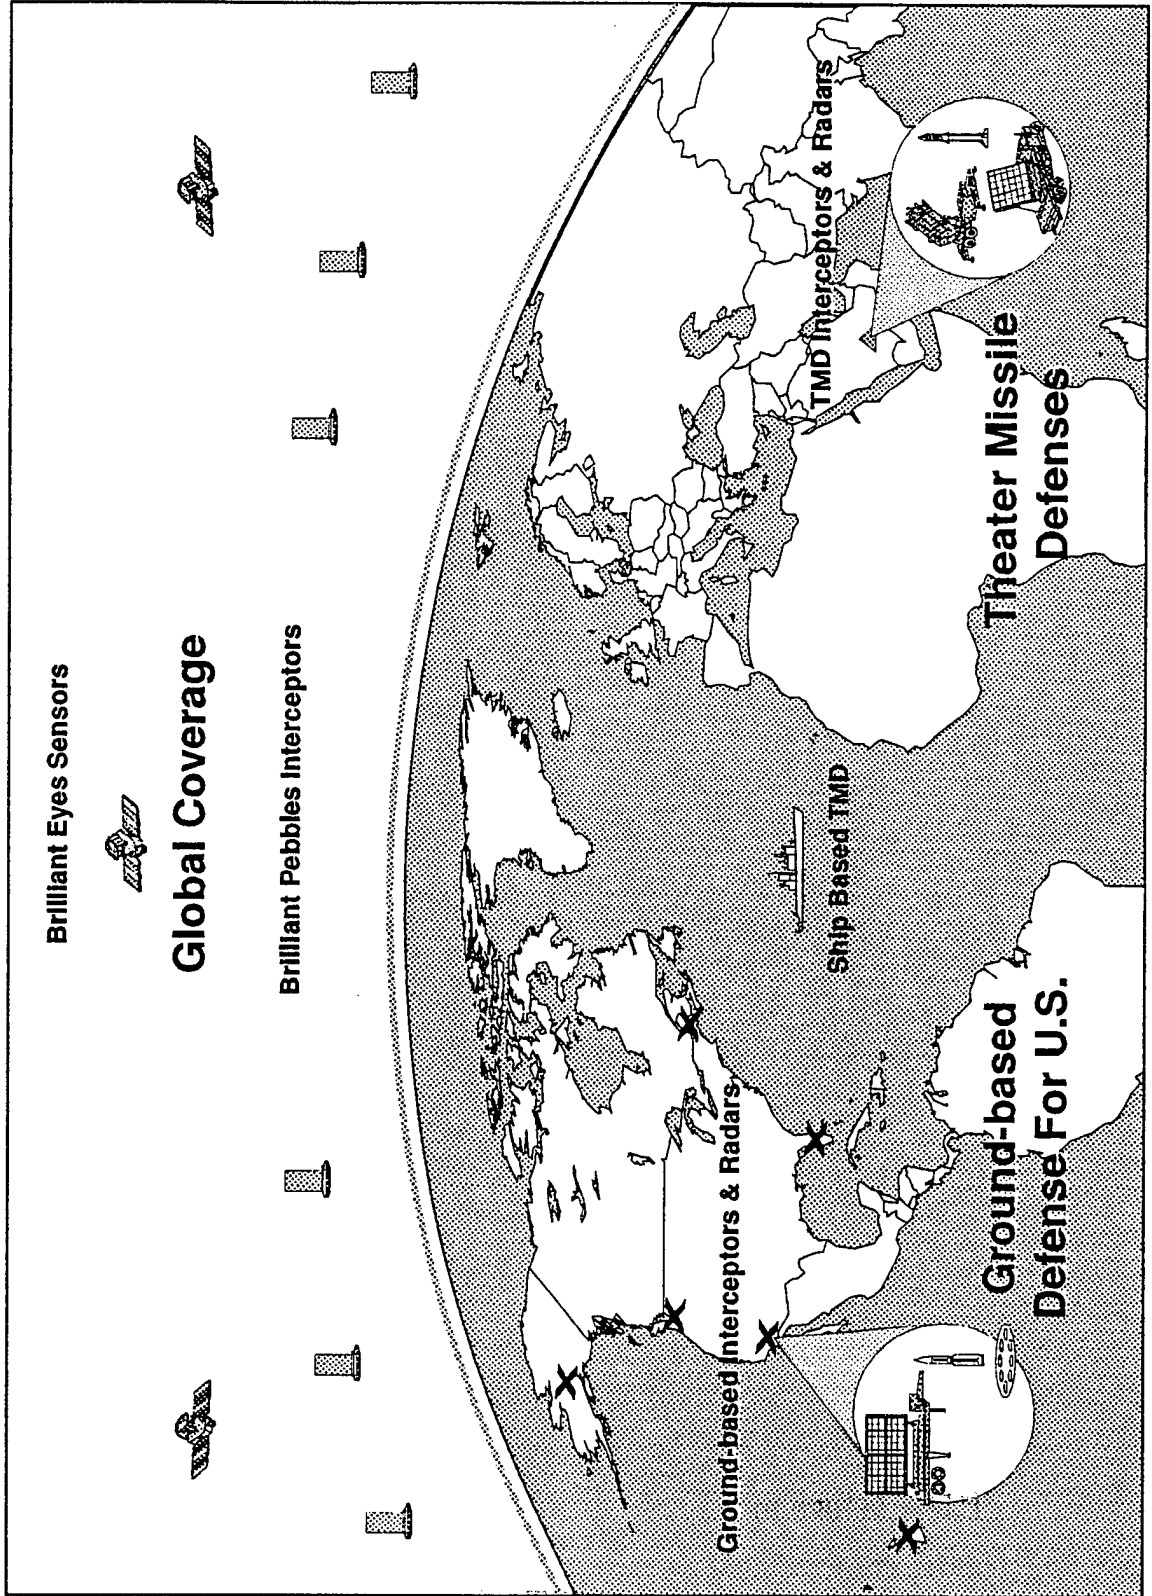 Brilliant Eyes Sensors
Global Coverage
Brilliant Pebbles Interceptors
Ground-based Interceptors & Radars
Ship Based TMD
TMD Interceptors & Radars
Ground-based
Defense For U.S.
Theater Missile
Defenses